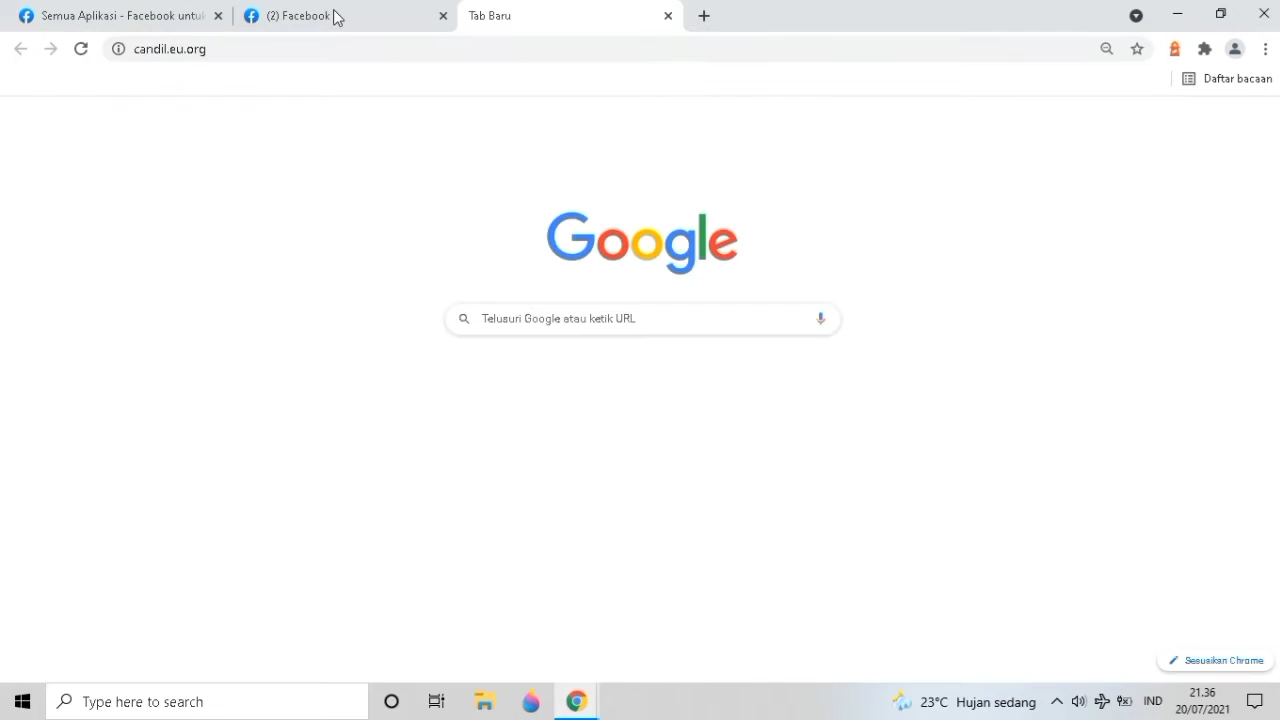 Semua Aplikasi - Facebook untuk
(2) Facebook
Tab Baru
candil.eu.org
Daftar bacaan
Google
Telusuri Google atau ketik URL
Sesuaikan Chrome
Type here to search
23°C Hujan sedang
IND
21.36
20/07/2021